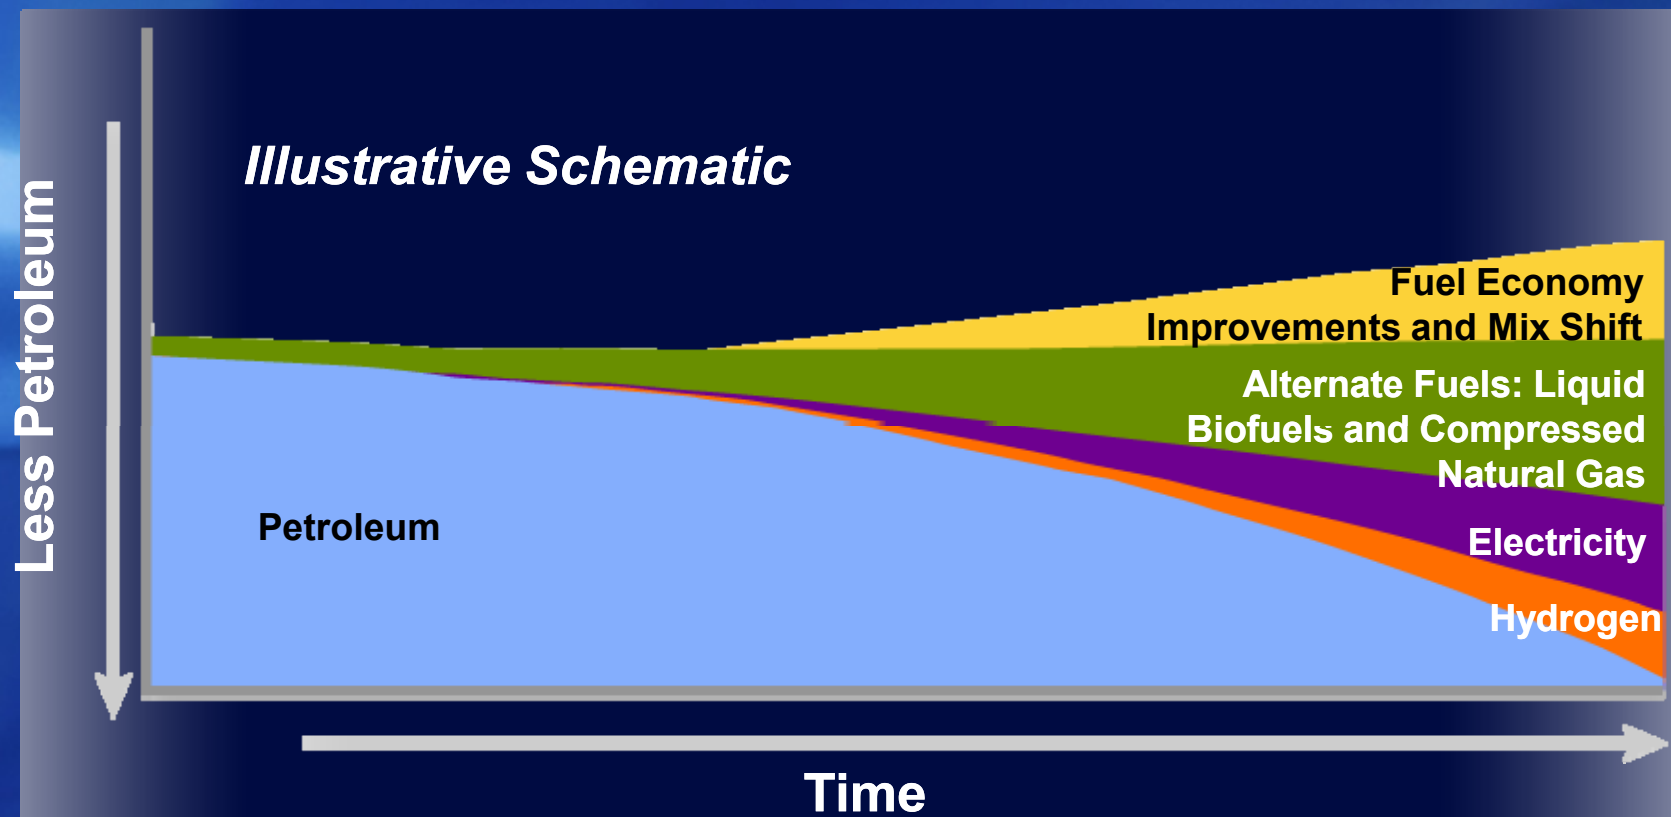 Illustrative Schematic
Less Petroleum
Fuel Economy
Improvements and Mix Shift
Alternate Fuels: Liquid
Biofuels and Compressed
Natural Gas
Petroleum
Electricity
Hydrogen
Time